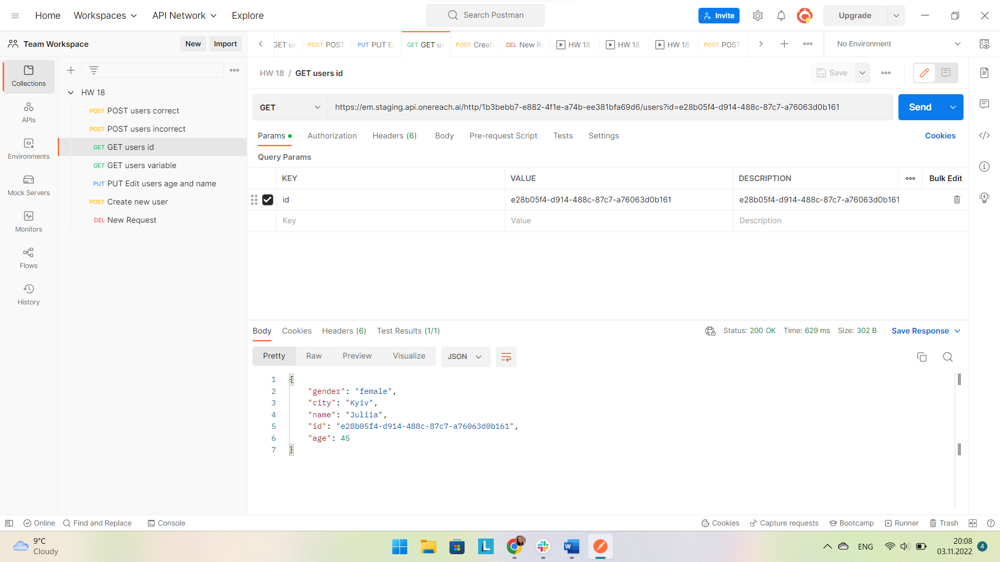 Home Workspaces API Network Explore Search Postman Invite Upgrade
Team Workspace New Import GET us POST POST PUT PUT Ec GET GET us POST Creat DEL New Re HW 18 HW 18 HW 18 POST POST No Environment
Collections
APIs
Environments
Mock Servers
Monitors
Flows
History
HW 18
POST POST users correct
POST POST users incorrect
GET GET users id
GET GET users variable
PUT PUT Edit users age and name
POST Create new user
DEL New Request
HW 18 / GET users id Save
GET https://em.staging.api.onereach.ai/http/1b3bebb7-e882-4f1e-a74b-ee381bfa69d6/users?id=e28b05f4-d914-488c-87c7-a76063d0b161 Send
Params Authorization Headers (6) Body Pre-request Script Tests Settings Cookies
Query Params
KEY VALUE DESCRIPTION Bulk Edit
id e28b05f4-d914-488c-87c7-a76063d0b161 e28b05f4-d914-488c-87c7-a76063d0b161
Key Value Description
Body Cookies Headers (6) Test Results (1/1) Status: 200 OK Time: 629 ms Size: 302 B Save Response
Pretty Raw Preview Visualize JSON
1 {
2 "gender": "female",
3 "city": "Kyiv",
4 "name": "Juliia",
5 "id": "e28b05f4-d914-488c-87c7-a76063d0b161",
6 "age": 45
7 }
Online Find and Replace Console Cookies Capture requests Bootcamp Runner Trash
9°C
Cloudy
L
W
ENG
20:08
03.11.2022
4